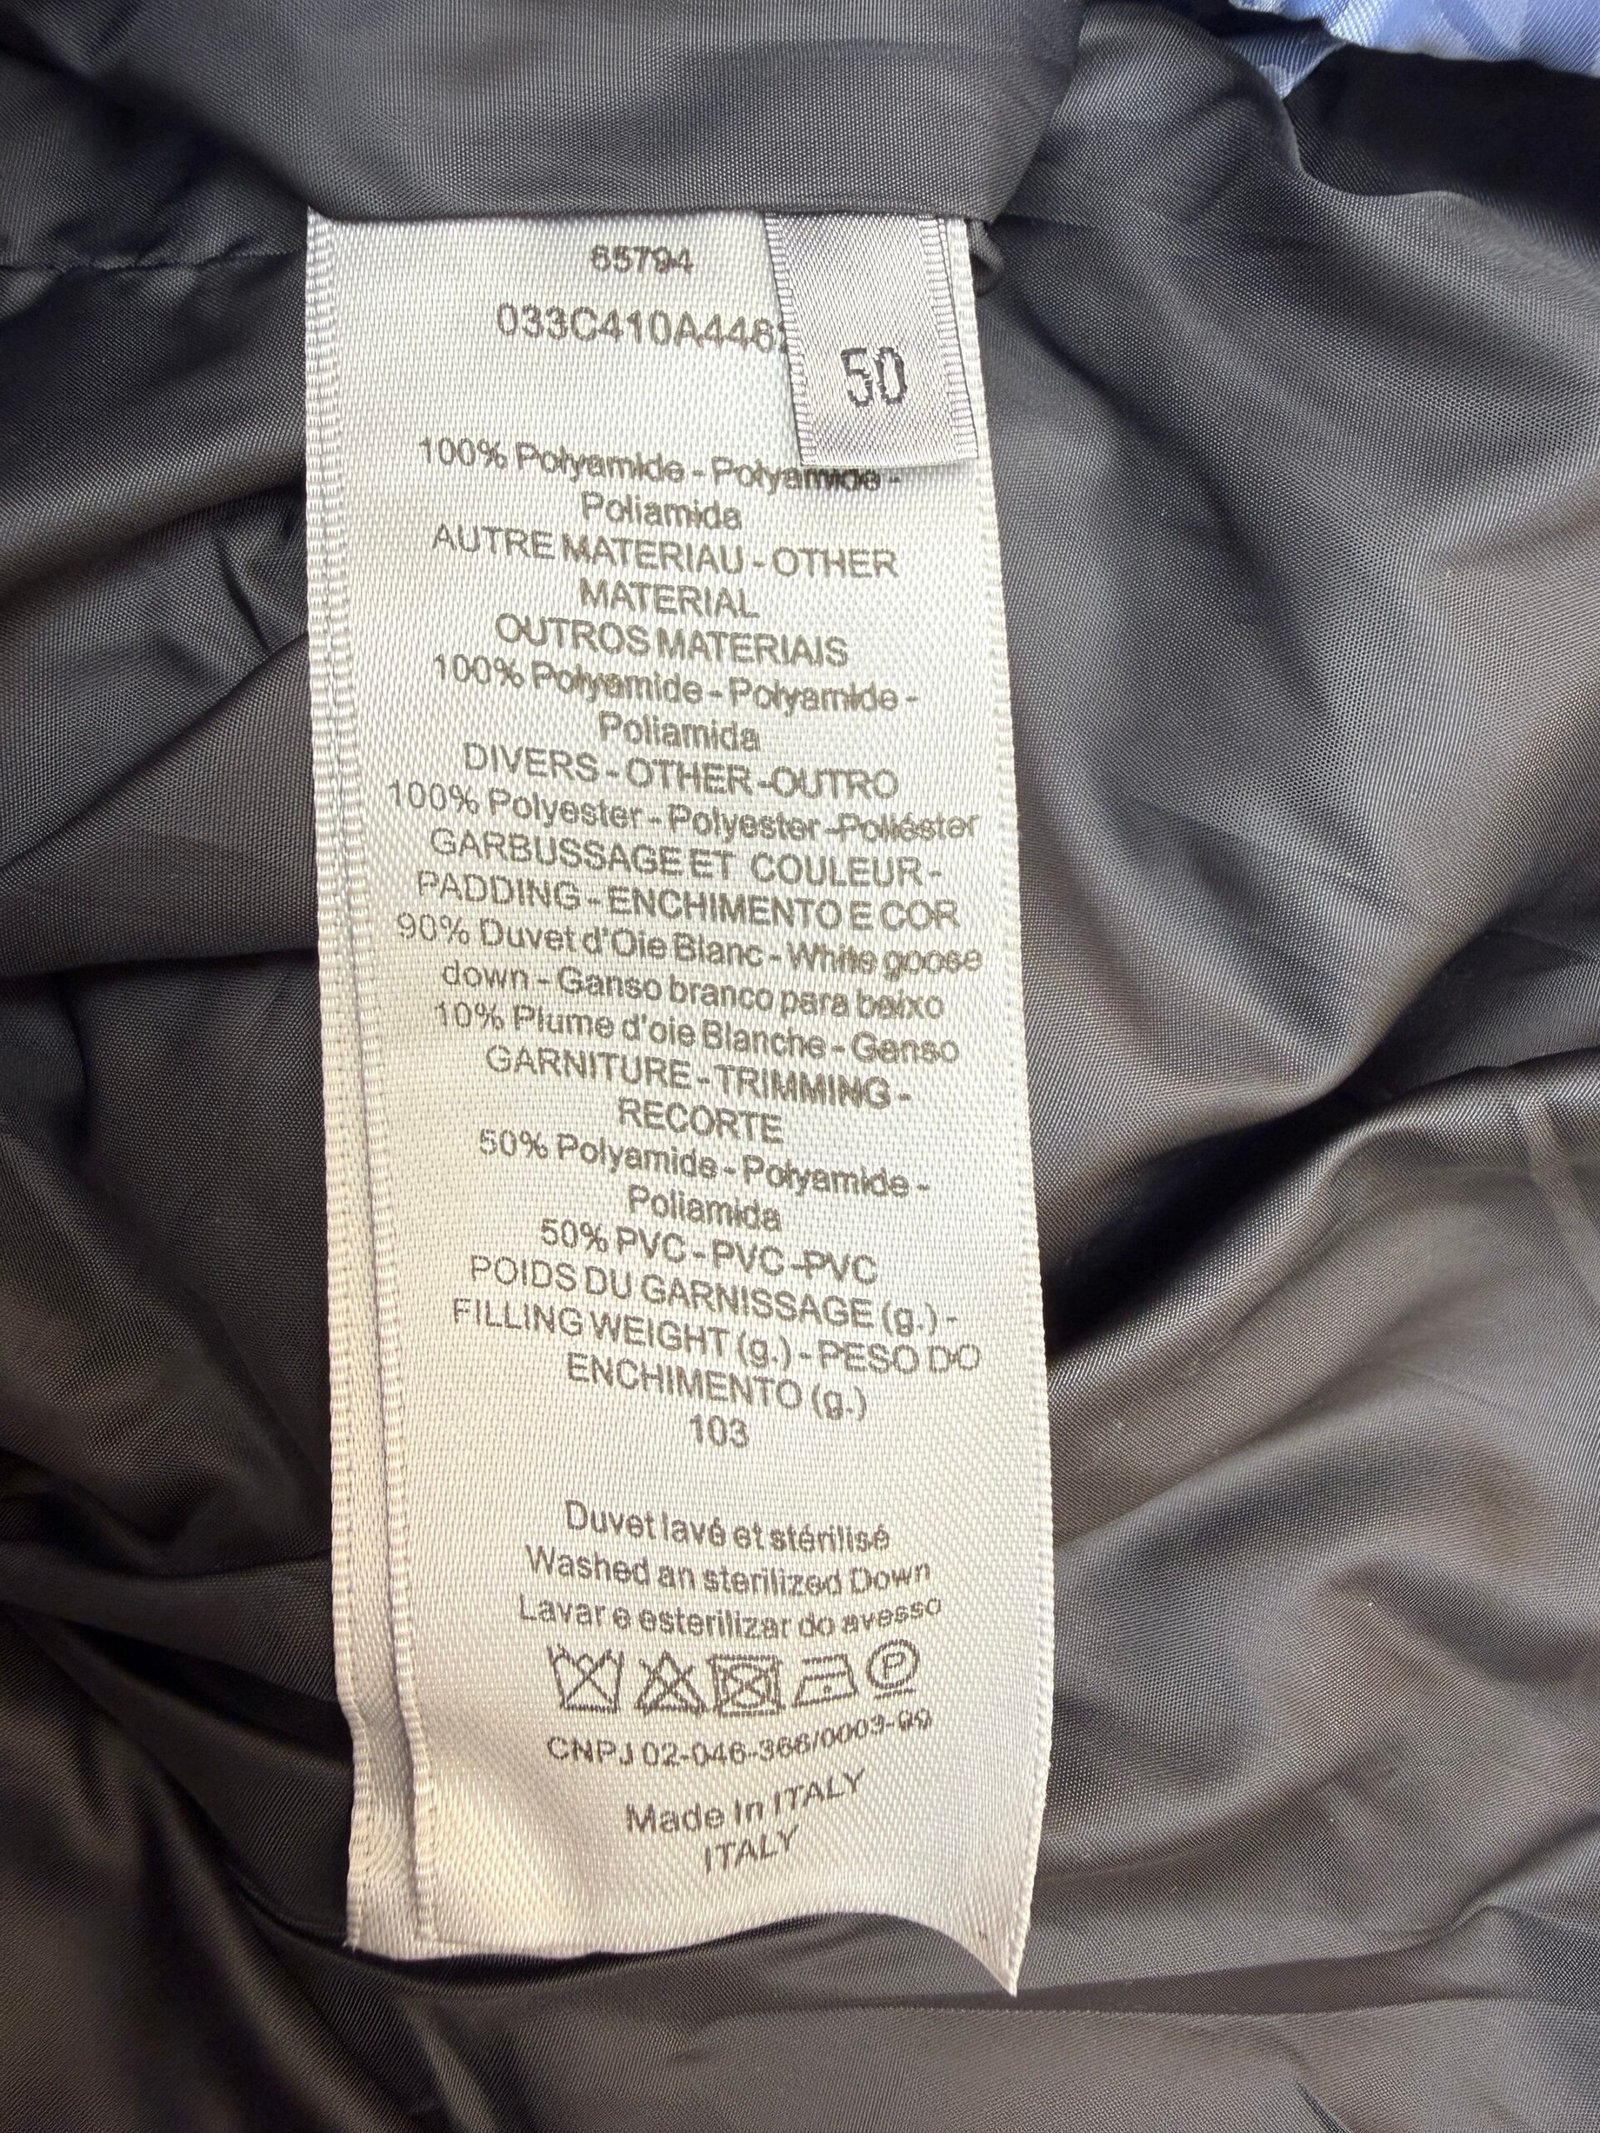 65794
033C410A446
50
100% Polyamide - Polyamide -
Poliamida
AUTRE MATERIAU - OTHER
MATERIAL
OUTROS MATERIAIS
100% Polyamide - Polyamide -
Poliamida
DIVERS - OTHER - OUTRO
100% Polyester - Polyester - Poliéster
GARBUSSAGE ET COULEUR -
PADDING - ENCHIMENTO E COR
90% Duvet d'Oie Blanc - White goose
down - Ganso branco para baixo
10% Plume d'oie Blanche - Ganso
GARNITURE - TRIMMING -
RECORTE
50% Polyamide - Polyamide -
Poliamida
50% PVC - PVC - PVC
POIDS DU GARNISSAGE (g.) -
FILLING WEIGHT (g.) - PESO DO
ENCHIMENTO (g.)
103
Duvet lavé et stérilisé
Washed an sterilized Down
Lavar e esterilizar do avesso
P
CNPJ 02-046-366/0003-99
Made In ITALY
ITALY